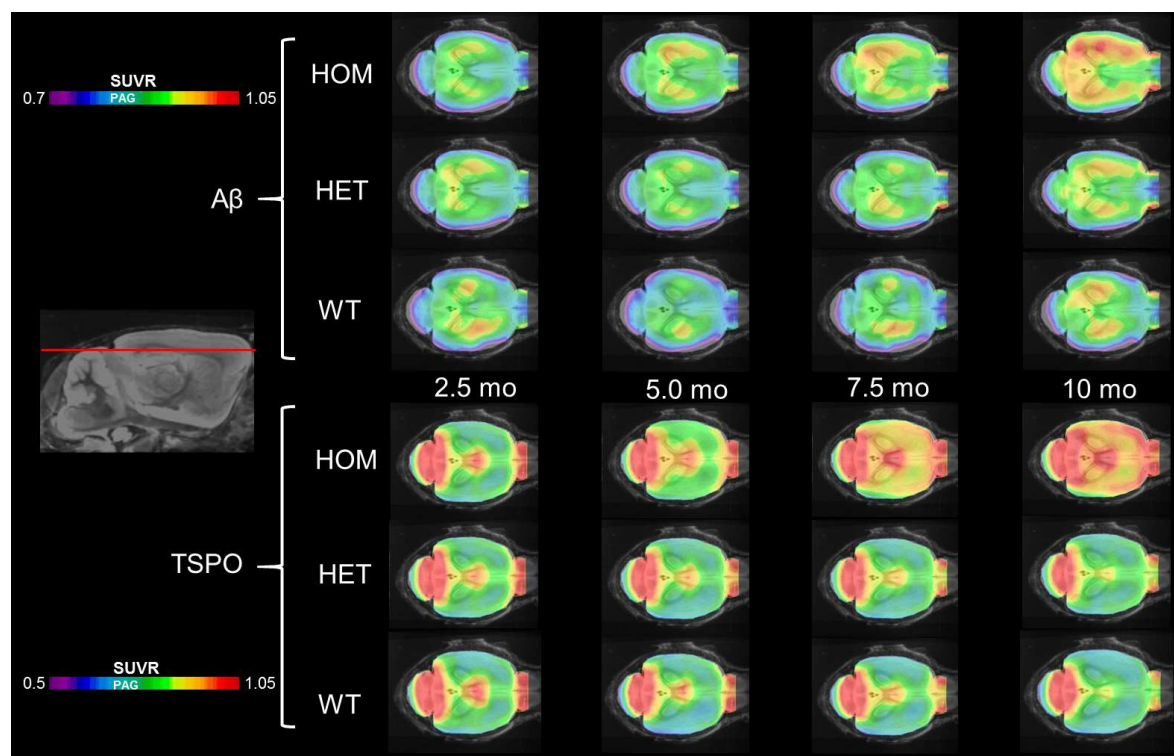 SUVR
0.7 PAG 1.05
Aβ
HOM
HET
WT
2.5 mo 5.0 mo 7.5 mo 10 mo
TSPO
HOM
HET
WT
SUVR
0.5 PAG 1.05